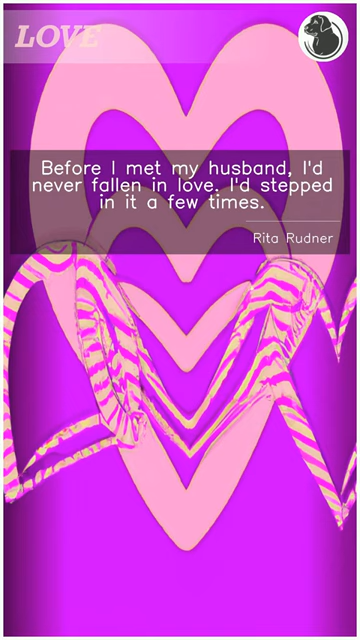 LOVE
Before I met my husband, I'd
never fallen in love. I'd stepped
in it a few times.
Rita Rudner